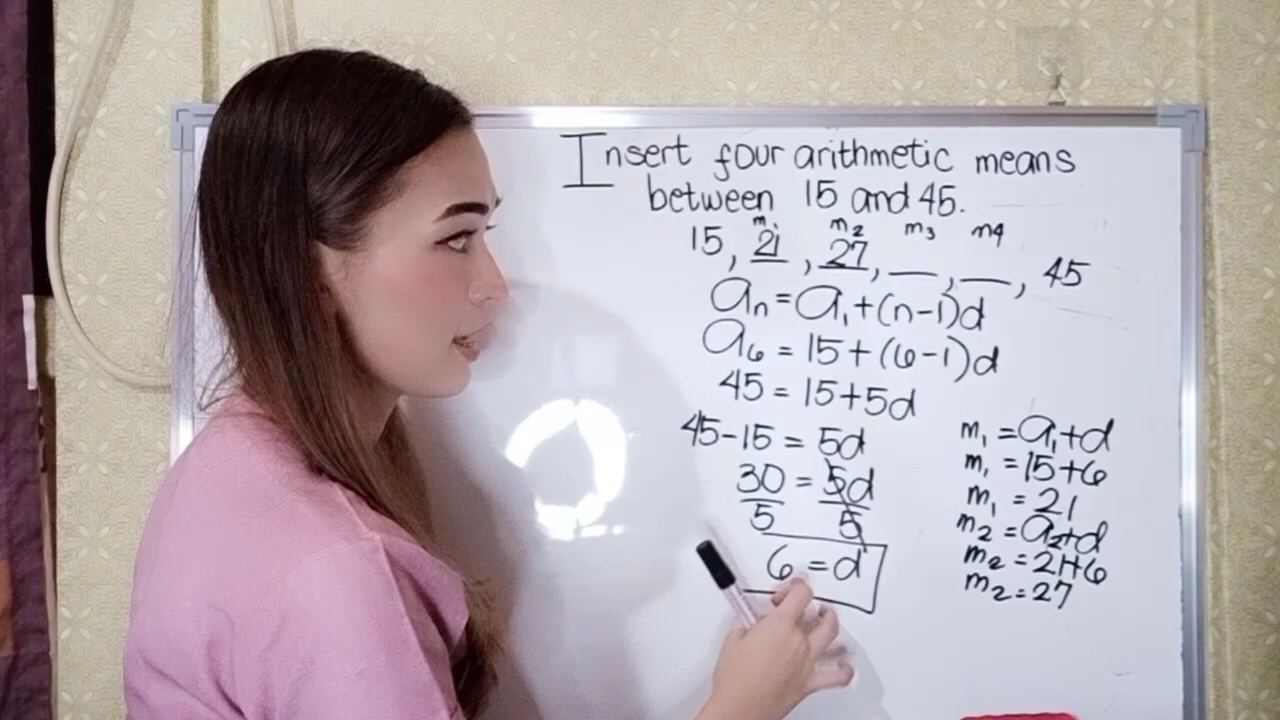 Insert four arithmetic means
between 15 and 45.
m₁ m₂ m₃ m₄
15, 21, 27, __, __, 45
aₙ = a₁ + (n-1)d
a₆ = 15 + (6-1)d
45 = 15 + 5d
45-15 = 5d
30 = 5d
5 5
6 = d
m₁ = a₁ + d
m₁ = 15+6
m₁ = 21
m₂ = a₂+d
m₂ = 21+6
m₂ = 27